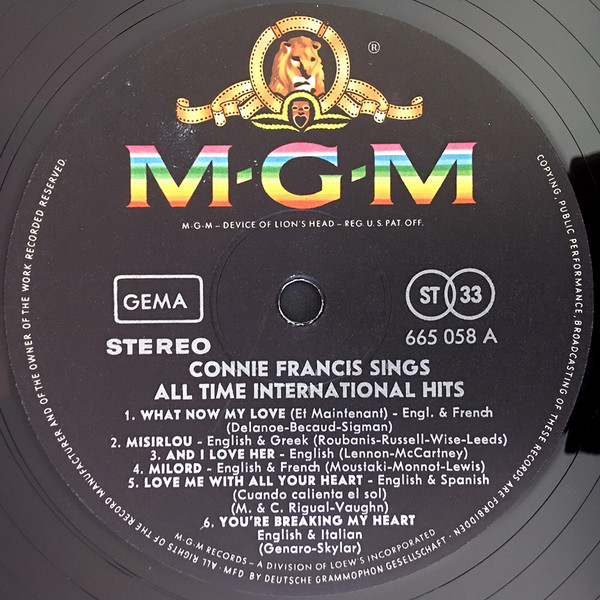 ®
M·G·M
M-G-M – DEVICE OF LION'S HEAD – REG. U.S. PAT. OFF.
GEMA
ST 33
STEREO
665 058 A
CONNIE FRANCIS SINGS
ALL TIME INTERNATIONAL HITS
1. WHAT NOW MY LOVE (Et Maintenant) - Engl. & French
(Delanoe-Becaud-Sigman)
2. MISIRLOU - English & Greek (Roubanis-Russell-Wise-Leeds)
3. AND I LOVE HER - English (Lennon-McCartney)
4. MILORD - English & French (Moustaki-Monnot-Lewis)
5. LOVE ME WITH ALL YOUR HEART - English & Spanish
(Cuando calienta el sol)
(M. & C. Rigual-Vaughn)
6. YOU'RE BREAKING MY HEART
English & Italian
(Genaro-Skylar)
M-G-M RECORDS – A DIVISION OF LOEW'S INCORPORATED
ALL RIGHTS OF THE RECORD MANUFACTURER AND OF THE OWNER OF THE WORK RECORDED RESERVED.
COPYING, PUBLIC PERFORMANCE, BROADCASTING OF THESE RECORDS ARE FORBIDDEN
· MFD. BY DEUTSCHE GRAMMOPHON GESELLSCHAFT ·